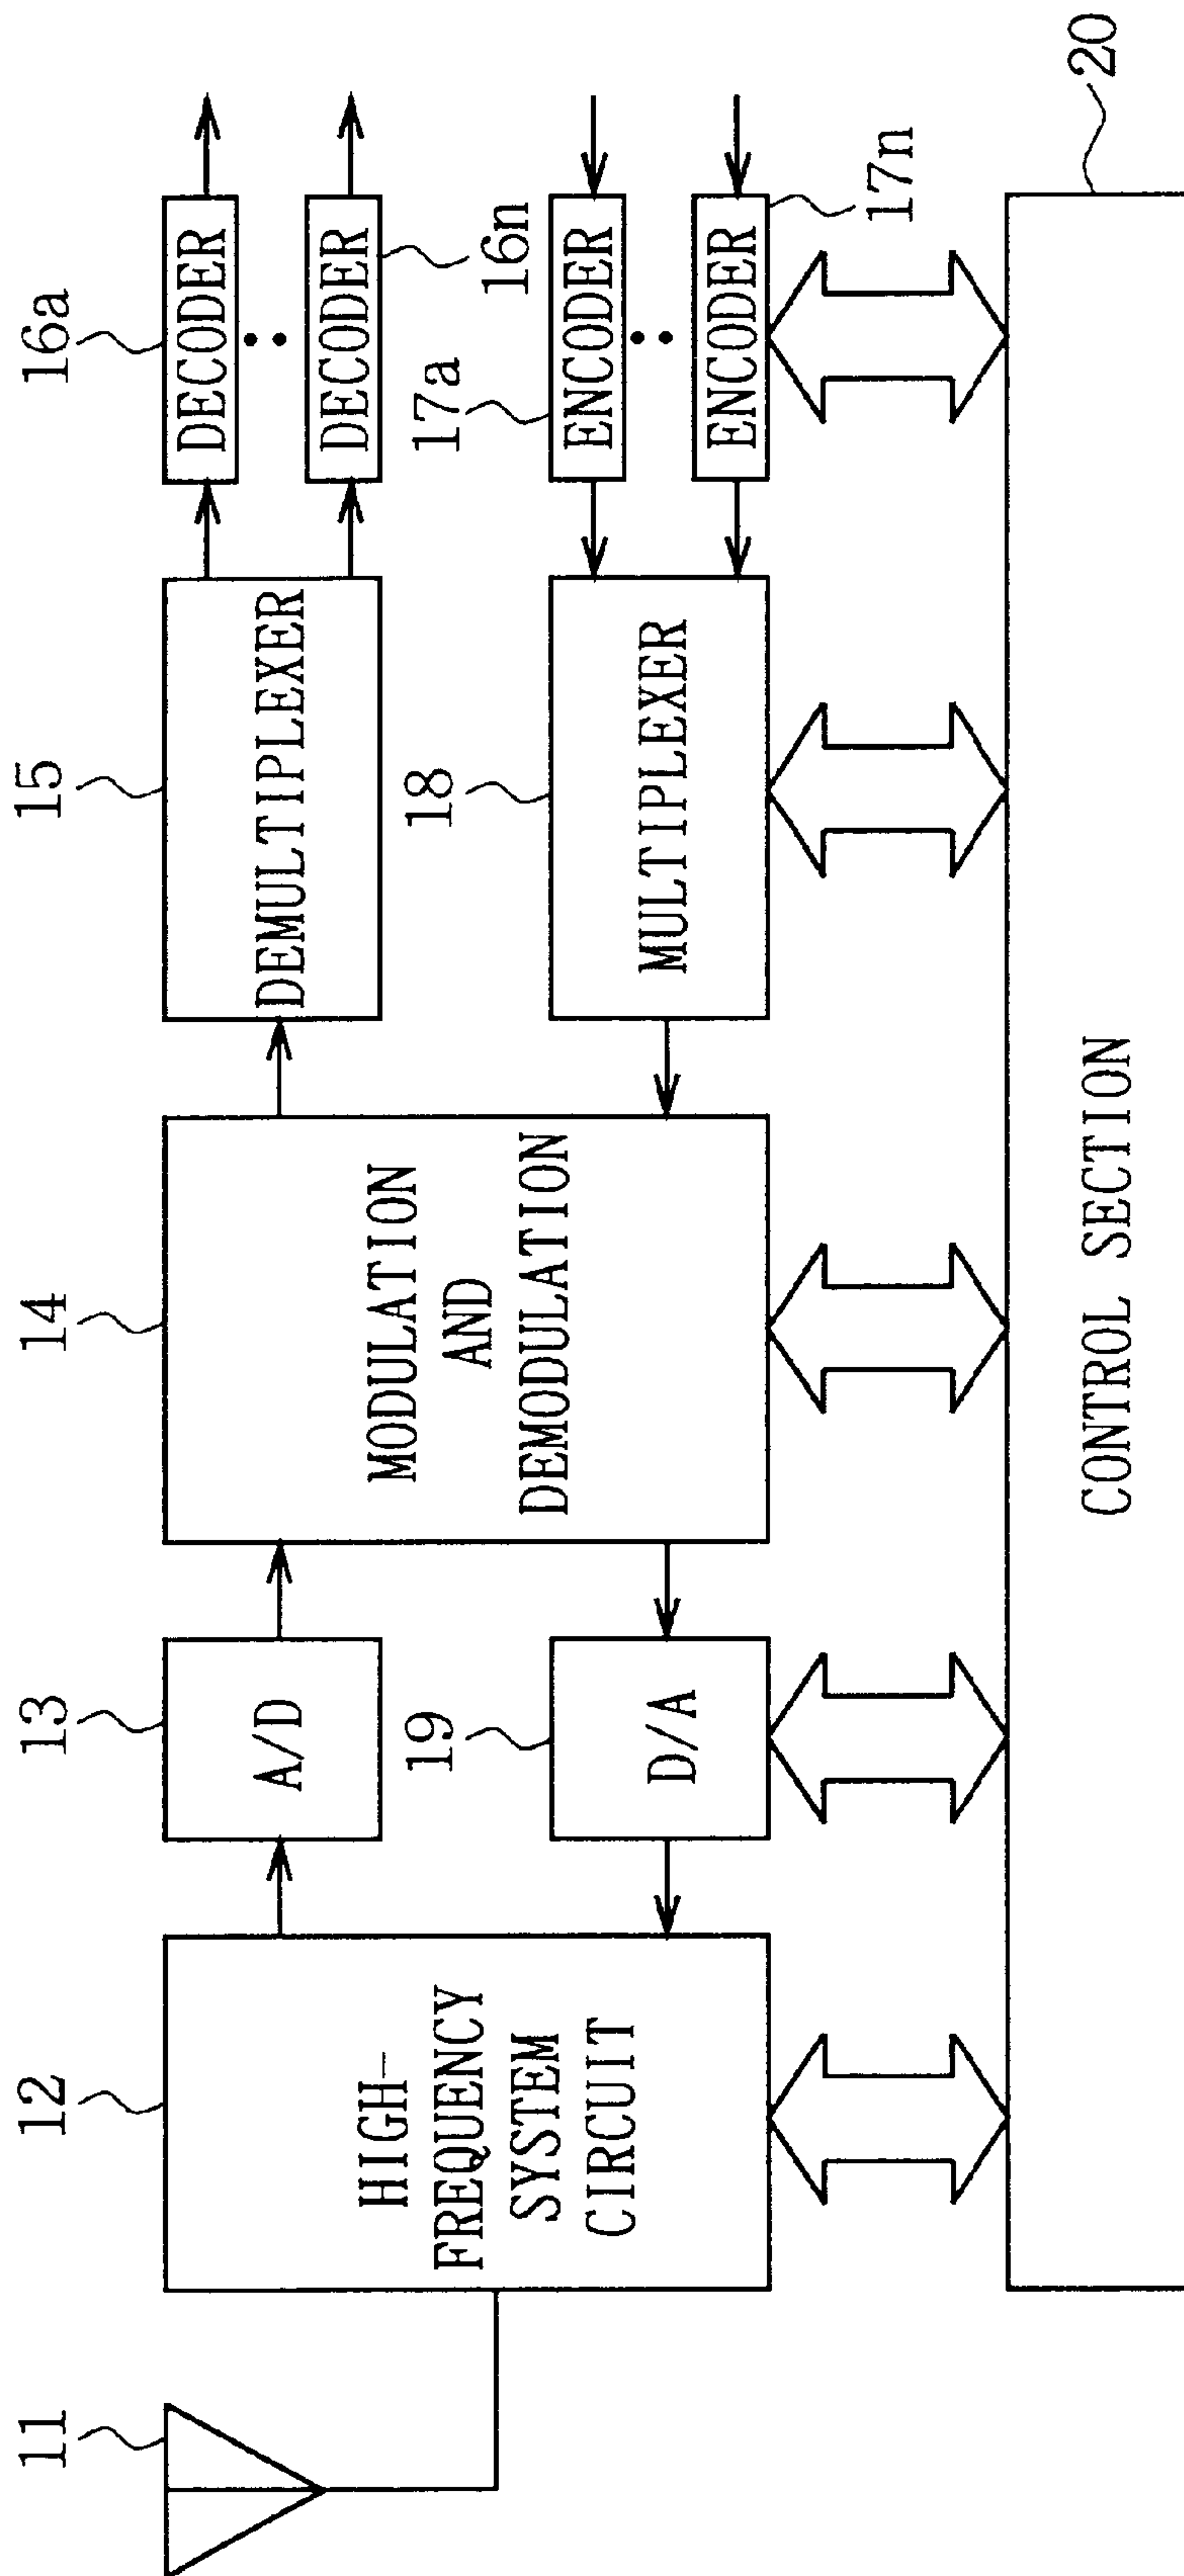 11
12
HIGH-
FREQUENCY
SYSTEM
CIRCUIT
13
A/D
19
D/A
14
MODULATION
AND
DEMODULATION
15
DEMULTIPLEXER
18
MULTIPLEXER
16a
DECODER
DECODER
16n
17a
ENCODER
ENCODER
17n
CONTROL SECTION
20